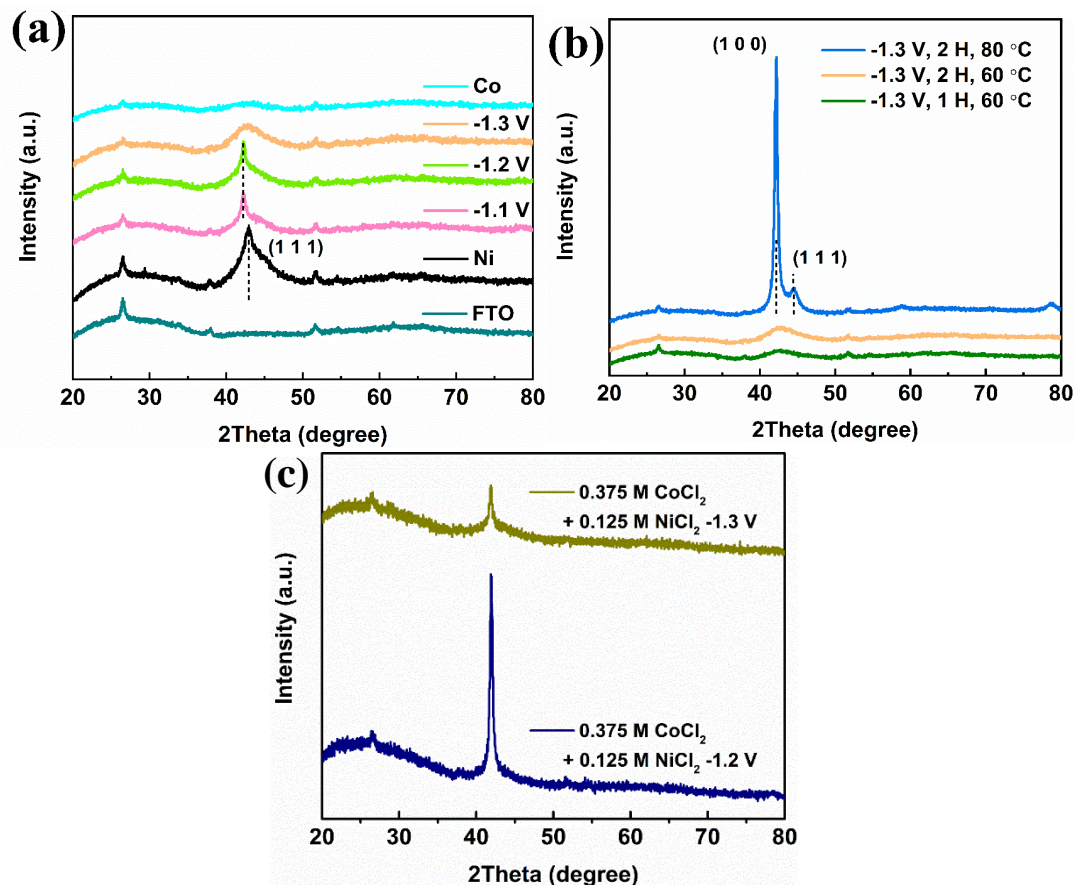 (a)
Co
-1.3 V
-1.2 V
-1.1 V
(1 1 1)
Ni
FTO
Intensity (a.u.)
20 30 40 50 60 70 80
2Theta (degree)
(b)
(1 0 0)
-1.3 V, 2 H, 80 °C
-1.3 V, 2 H, 60 °C
-1.3 V, 1 H, 60 °C
(1 1 1)
Intensity (a.u.)
20 30 40 50 60 70 80
2Theta (degree)
(c)
0.375 M CoCl₂
+ 0.125 M NiCl₂ -1.3 V
0.375 M CoCl₂
+ 0.125 M NiCl₂ -1.2 V
Intensity (a.u.)
20 30 40 50 60 70 80
2Theta (degree)